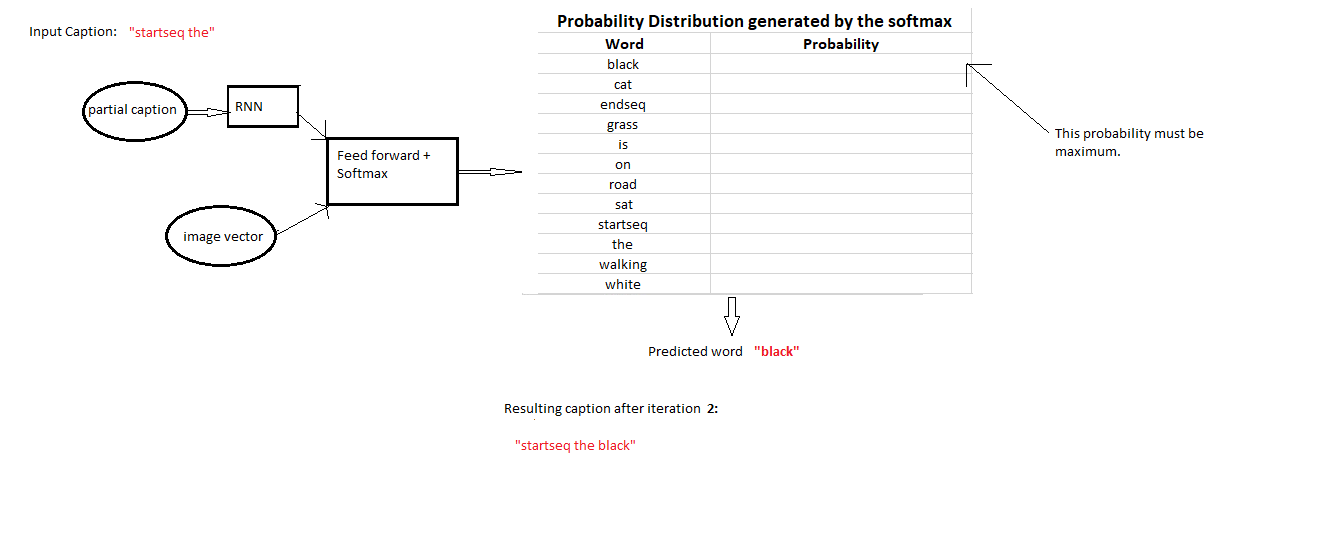 Input Caption: "startseq the"
partial caption
RNN
Feed forward +
Softmax
image vector
Probability Distribution generated by the softmax
Word Probability
black
cat
endseq
grass
is
on
road
sat
startseq
the
walking
white
This probability must be
maximum.
Predicted word "black"
Resulting caption after iteration 2:
"startseq the black"